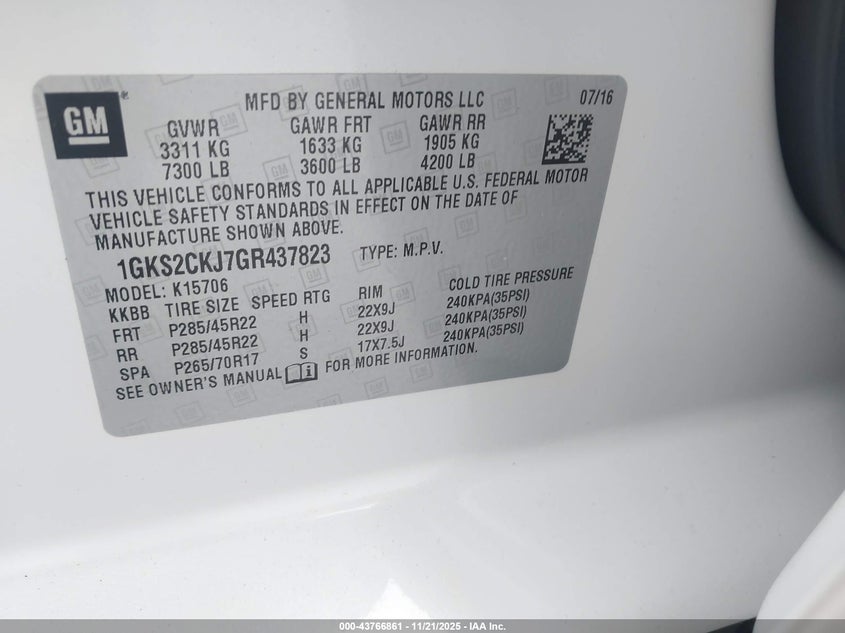 GM
MFD BY GENERAL MOTORS LLC 07/16
GVWR GAWR FRT GAWR RR
3311 KG 1633 KG 1905 KG
7300 LB 3600 LB 4200 LB
THIS VEHICLE CONFORMS TO ALL APPLICABLE U.S. FEDERAL MOTOR
VEHICLE SAFETY STANDARDS IN EFFECT ON THE DATE OF
MANUFACTURE SHOWN ABOVE.
1GKS2CKJ7GR437823 TYPE: M.P.V.
MODEL: K15706
KKBB TIRE SIZE SPEED RTG RIM COLD TIRE PRESSURE
FRT P285/45R22 H 22X9J 240KPA(35PSI)
RR P285/45R22 H 22X9J 240KPA(35PSI)
SPA P265/70R17 S 17X7.5J 240KPA(35PSI)
SEE OWNER'S MANUAL FOR MORE INFORMATION.
000-43766861 - 11/21/2025 - IAA Inc.